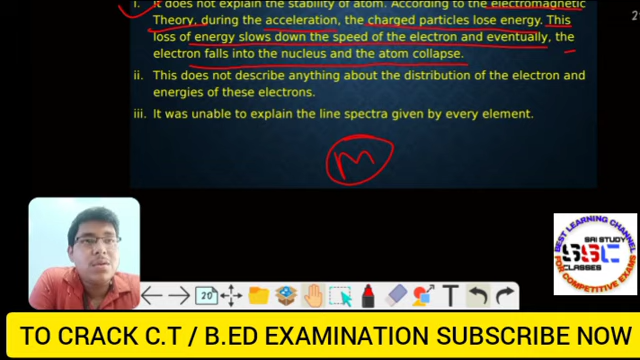 i. It does not explain the stability of atom. According to the electromagnetic
Theory, during the acceleration, the charged particles lose energy. This
loss of energy slows down the speed of the electron and eventually, the
electron falls into the nucleus and the atom collapse.
ii. This does not describe anything about the distribution of the electron and
energies of these electrons.
iii. It was unable to explain the line spectra given by every element.
m
BEST LEARNING CHANNEL
SRI STUDY
SSC
CLASSES
FOR COMPETITIVE EXAMS
20
T
TO CRACK C.T / B.ED EXAMINATION SUBSCRIBE NOW